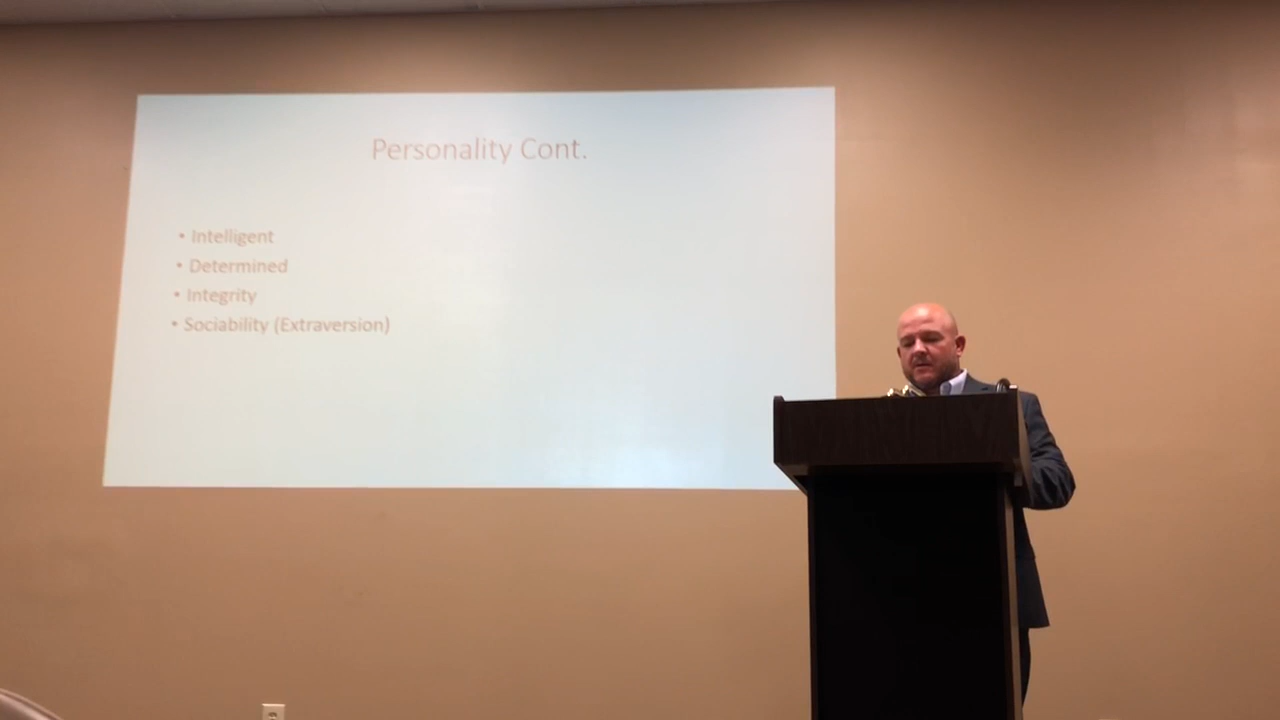 Personality Cont.
• Intelligent
• Determined
• Integrity
• Sociability (Extraversion)